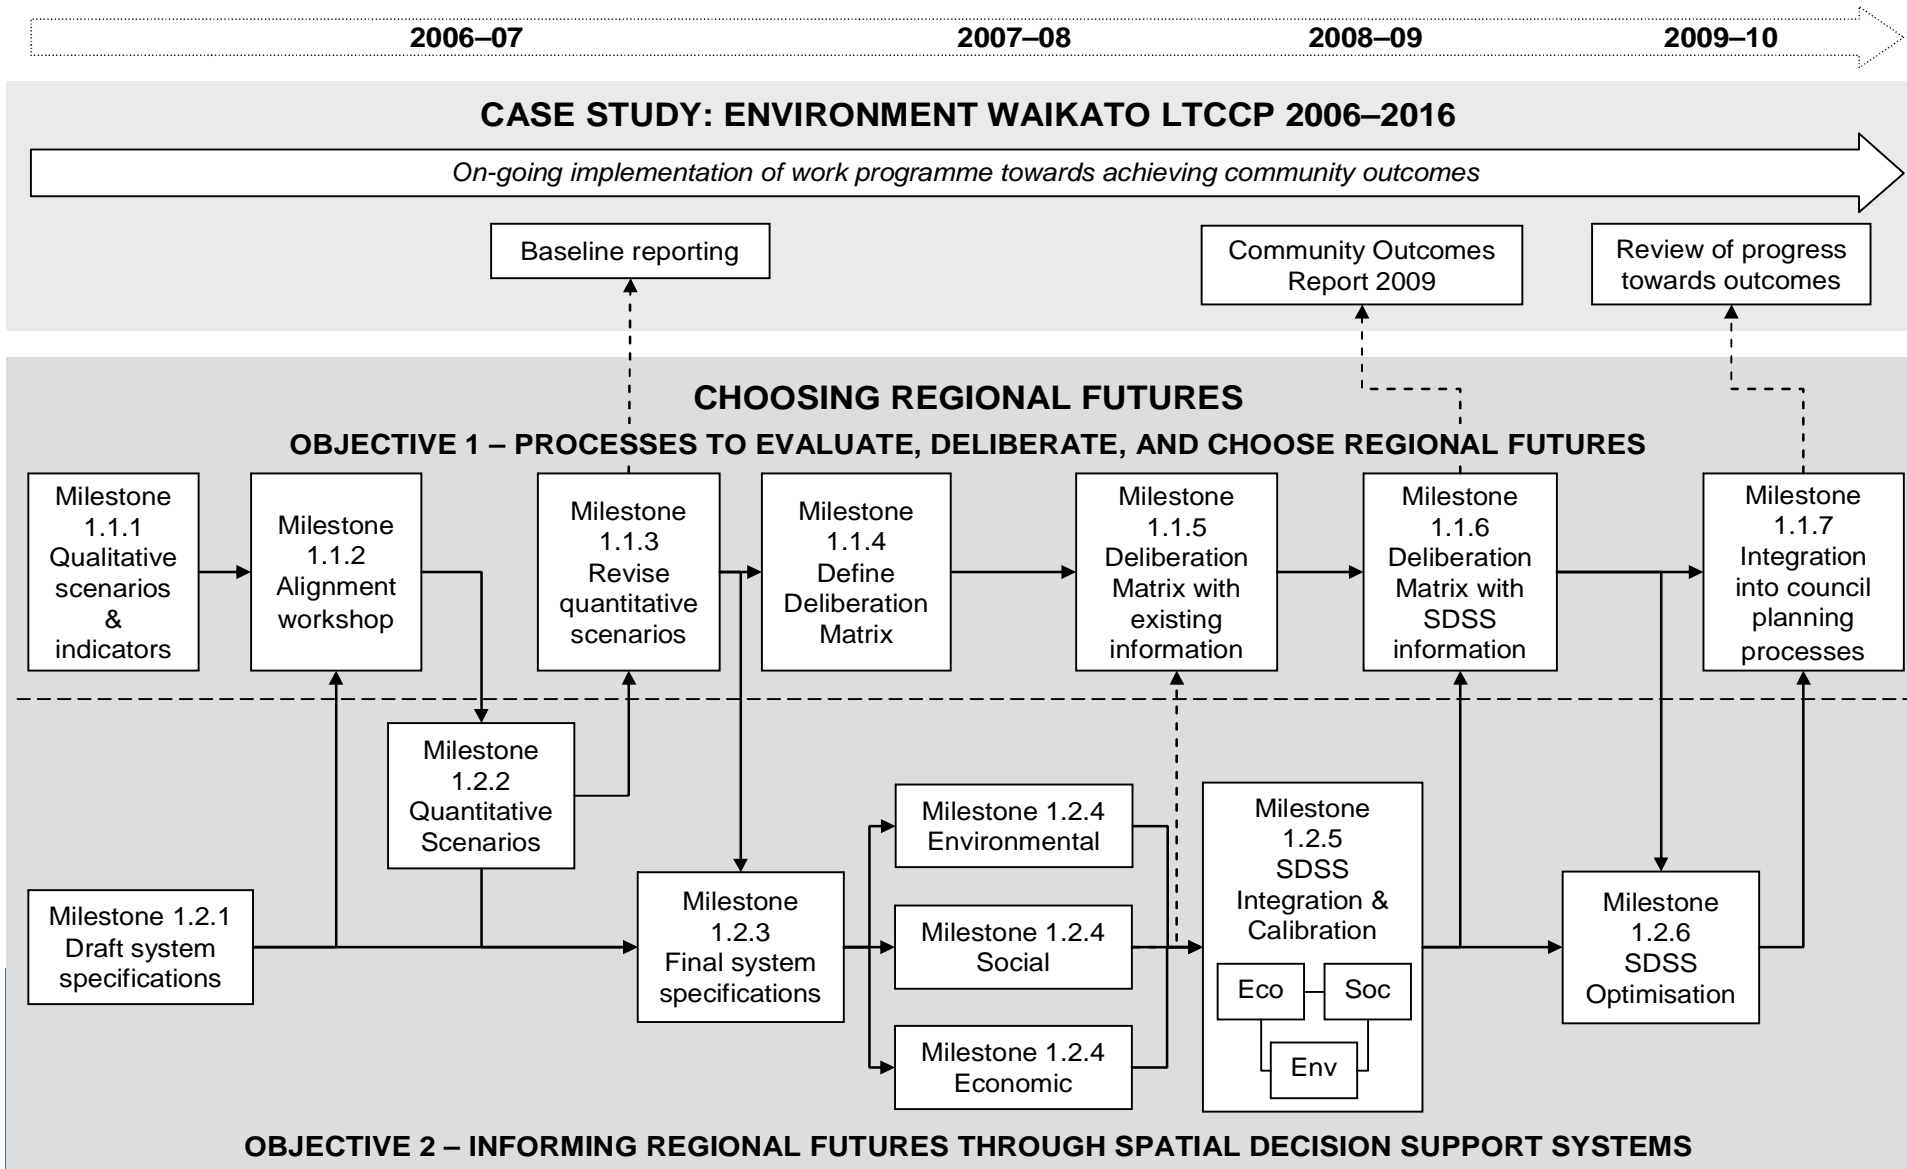 2006–07
2007–08
2008–09
2009–10
CASE STUDY: ENVIRONMENT WAIKATO LTCCP 2006–2016
On-going implementation of work programme towards achieving community outcomes
Baseline reporting
Community Outcomes
Report 2009
Review of progress
towards outcomes
CHOOSING REGIONAL FUTURES
OBJECTIVE 1 – PROCESSES TO EVALUATE, DELIBERATE, AND CHOOSE REGIONAL FUTURES
Milestone
1.1.1
Qualitative
scenarios
&
indicators
Milestone
1.1.2
Alignment
workshop
Milestone
1.1.3
Revise
quantitative
scenarios
Milestone
1.1.4
Define
Deliberation
Matrix
Milestone
1.1.5
Deliberation
Matrix with
existing
information
Milestone
1.1.6
Deliberation
Matrix with
SDSS
information
Milestone
1.1.7
Integration
into council
planning
processes
Milestone
1.2.2
Quantitative
Scenarios
Milestone 1.2.1
Draft system
specifications
Milestone
1.2.3
Final system
specifications
Milestone 1.2.4
Environmental
Milestone 1.2.4
Social
Milestone 1.2.4
Economic
Milestone
1.2.5
SDSS
Integration &
Calibration
Eco
Soc
Env
Milestone
1.2.6
SDSS
Optimisation
OBJECTIVE 2 – INFORMING REGIONAL FUTURES THROUGH SPATIAL DECISION SUPPORT SYSTEMS